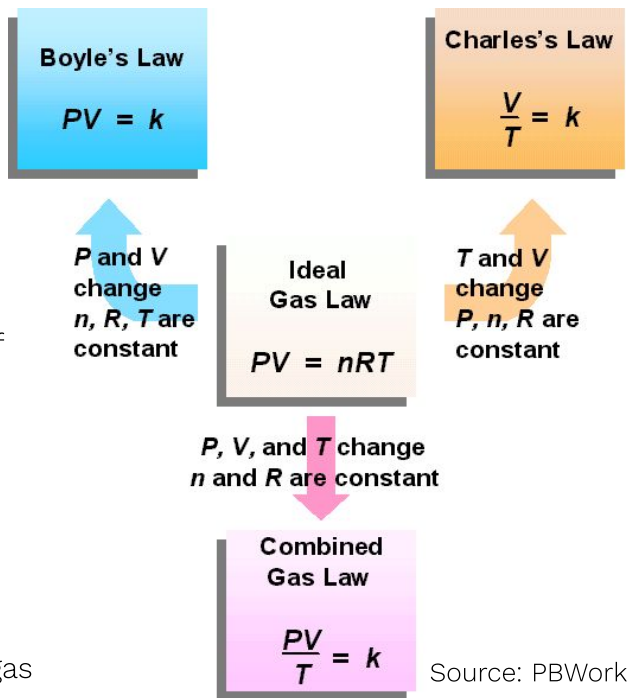 Boyle's Law
PV = k
Charles's Law
V
T
= k
P and V
change
n, R, T are
constant
Ideal
Gas Law
PV = nRT
T and V
change
P, n, R are
constant
P, V, and T change
n and R are constant
Combined
Gas Law
PV
T
= k
gas
Source: PBWork